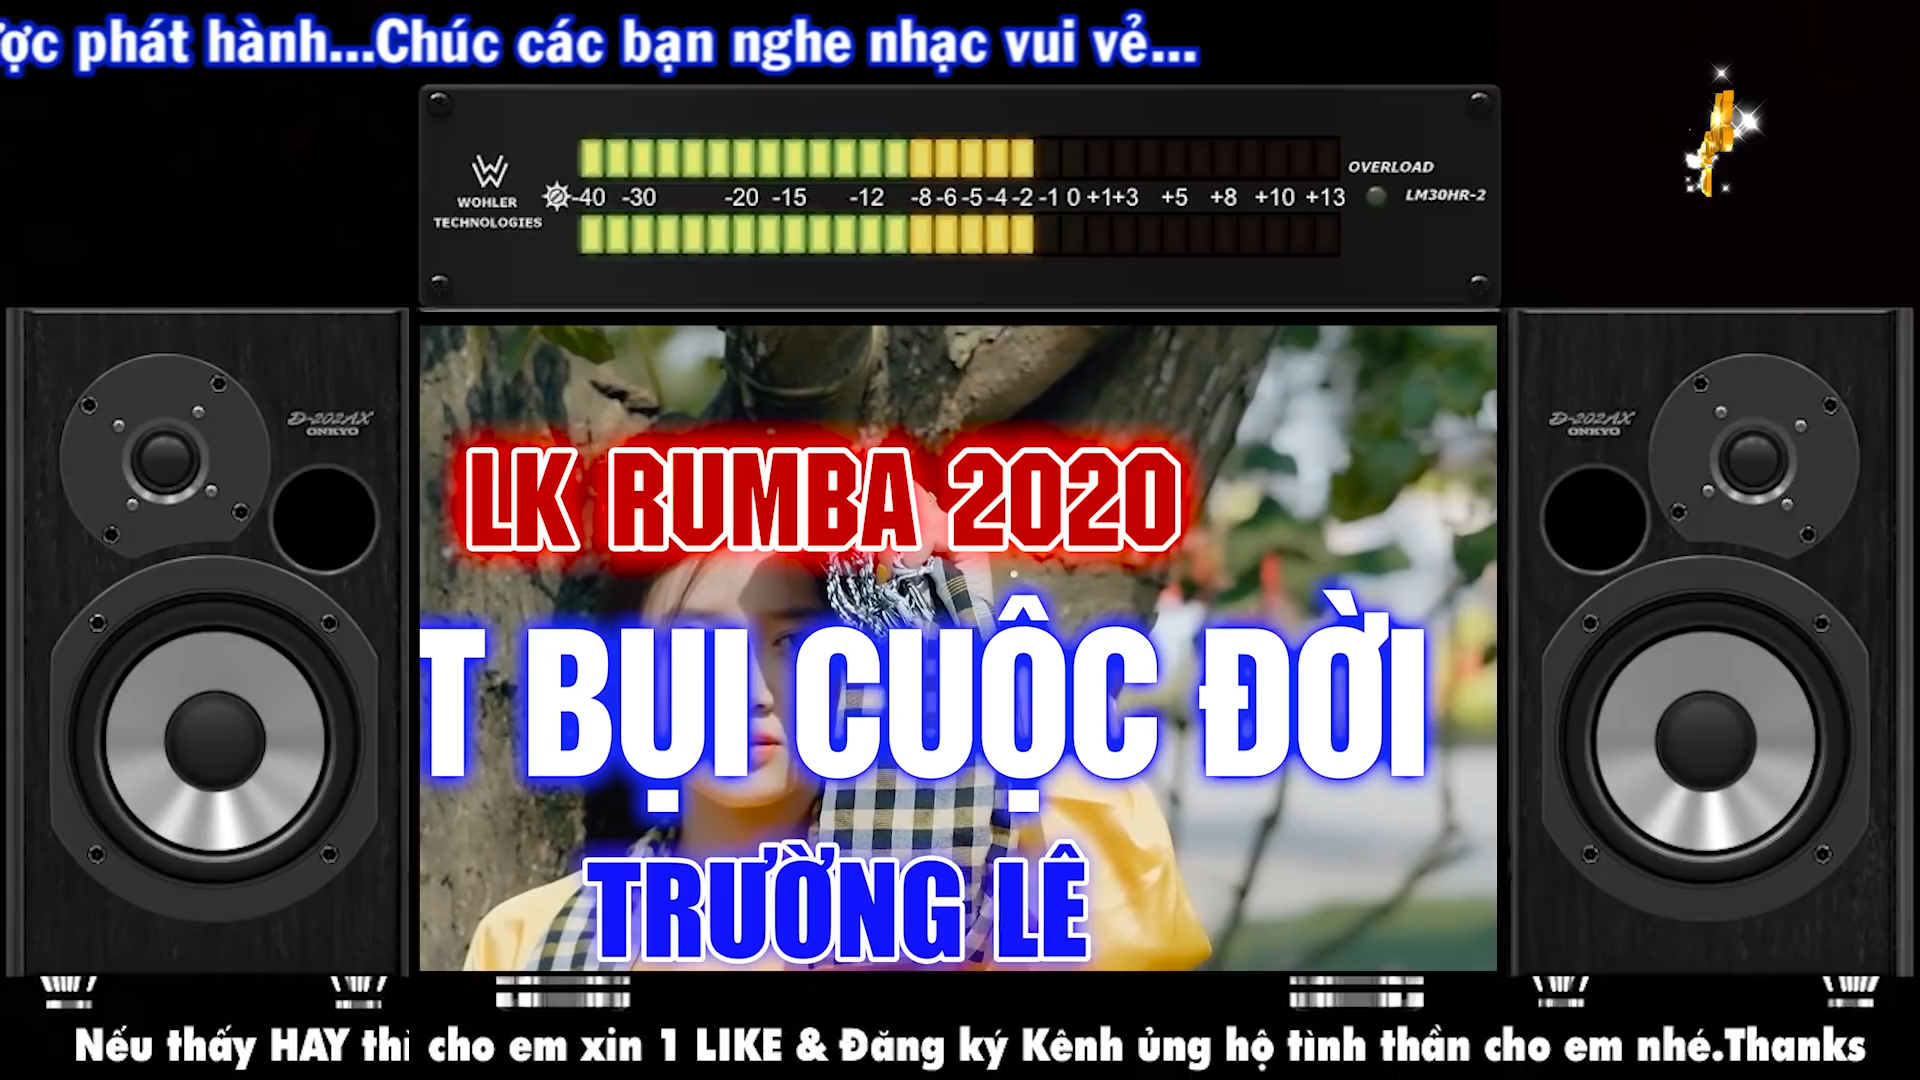 ợc phát hành...Chúc các bạn nghe nhạc vui vẻ...
OVERLOAD
WOHLER
TECHNOLOGIES
-40 -30 -20 -15 -12 -8 -6 -5 -4 -2 -1 0 +1 +3 +5 +8 +10 +13
LM30HR-2
D-202AX
ONKYO
D-202AX
ONKYO
LK RUMBA 2020
T BỤI CUỘC ĐỜI
TRƯỜNG LÊ
Nếu thấy HAY thì cho em xin 1 LIKE & Đăng ký Kênh ủng hộ tình thần cho em nhé.Thanks